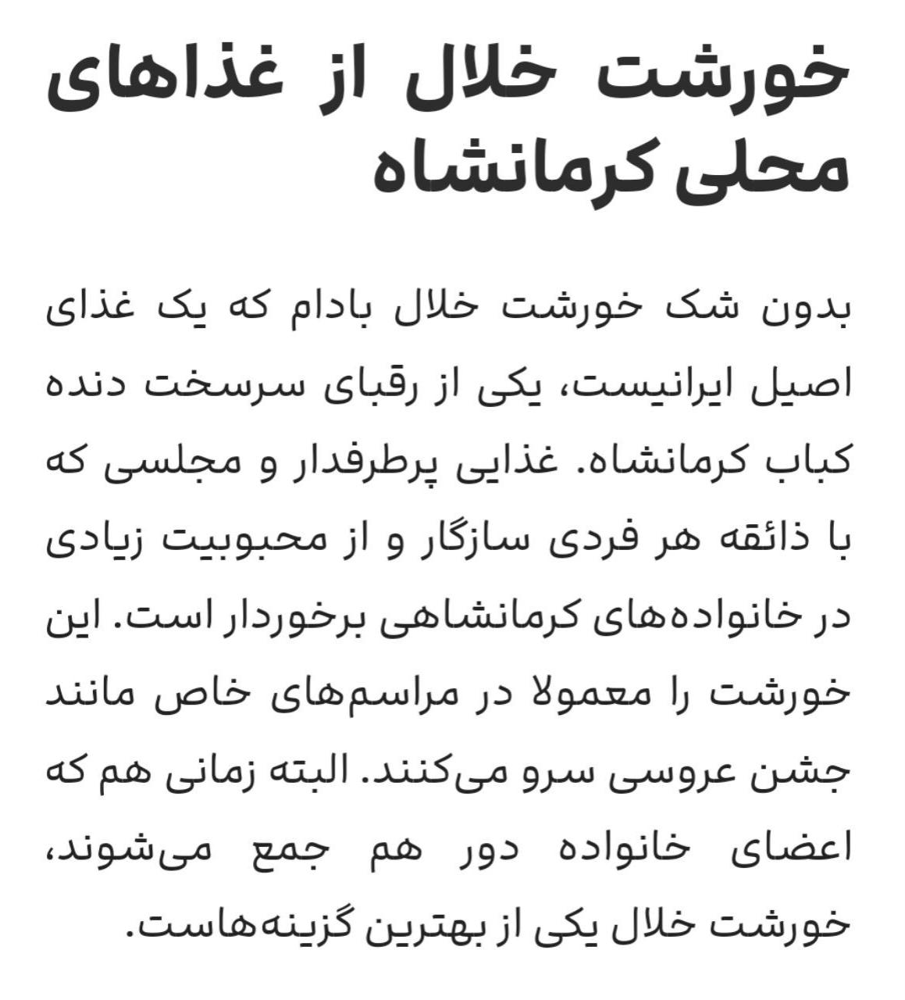 خورشت خلال از غذاهای
محلی کرمانشاه
بدون شک خورشت خلال بادام که یک غذای
اصیل ایرانیست، یکی از رقبای سرسخت دنده
کباب کرمانشاه. غذایی پرطرفدار و مجلسی که
با ذائقه هر فردی سازگار و از محبوبیت زیادی
در خانواده‌های کرمانشاهی برخوردار است. این
خورشت را معمولا در مراسم‌های خاص مانند
جشن عروسی سرو می‌کنند. البته زمانی هم که
اعضای خانواده دور هم جمع می‌شوند،
خورشت خلال یکی از بهترین گزینه‌هاست.